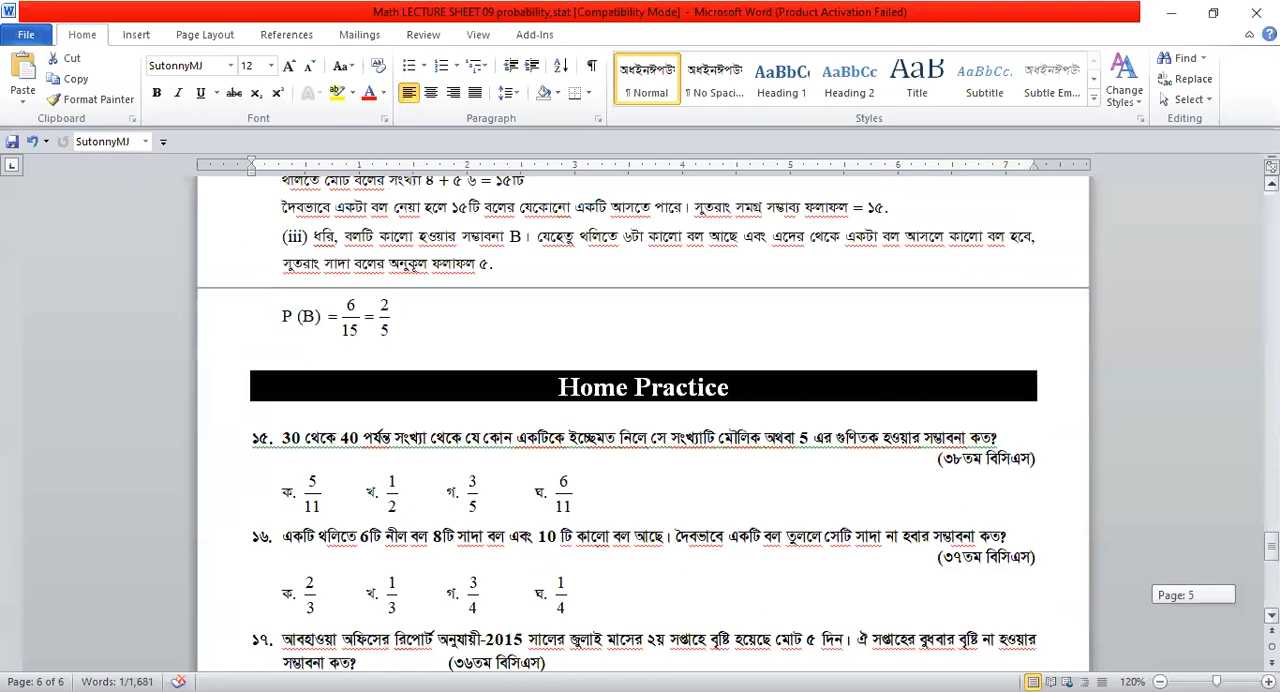 Math LECTURE SHEET 09 probability,stat [Compatibility Mode] - Microsoft Word (Product Activation Failed)
File Home Insert Page Layout References Mailings Review View Add-Ins
Paste
Cut
Copy
Format Painter
Clipboard
SutonnyMJ 12
Font
Paragraph
¶ Normal ¶ No Spaci... Heading 1 Heading 2 Title Subtitle Subtle Em...
Styles
Change Styles
Find
Replace
Select
Editing
SutonnyMJ
থলিতে মোট বলের সংখ্যা ৪ + ৫ ৬ = ১৫টি
দৈবভাবে একটা বল নেয়া হলে ১৫টি বলের যেকোনো একটি আসতে পারে। সুতরাং সমগ্র সম্ভাব্য ফলাফল = ১৫.
(iii) ধরি, বলটি কালো হওয়ার সম্ভাবনা B। যেহেতু থলিতে ৬টা কালো বল আছে এবং এদের থেকে একটা বল আসলে কালো বল হবে,
সুতরাং সাদা বলের অনুকূল ফলাফল ৫.
P (B) = 6/15 = 2/5
Home Practice
১৫. 30 থেকে 40 পর্যন্ত সংখ্যা থেকে যে কোন একটিকে ইচ্ছেমত নিলে সে সংখ্যাটি মৌলিক অথবা 5 এর গুণিতক হওয়ার সম্ভাবনা কত?
(৩৮তম বিসিএস)
ক. 5/11 খ. 1/2 গ. 3/5 ঘ. 6/11
১৬. একটি থলিতে 6টি নীল বল 8টি সাদা বল এবং 10 টি কালো বল আছে। দৈবভাবে একটি বল তুললে সেটি সাদা না হবার সম্ভাবনা কত?
(৩৭তম বিসিএস)
ক. 2/3 খ. 1/3 গ. 3/4 ঘ. 1/4
১৭. আবহাওয়া অফিসের রিপোর্ট অনুযায়ী-2015 সালের জুলাই মাসের ২য় সপ্তাহে বৃষ্টি হয়েছে মোট ৫ দিন। ঐ সপ্তাহের বুধবার বৃষ্টি না হওয়ার
সম্ভাবনা কত? (৩৬তম বিসিএস)
Page: 5
Page: 6 of 6 Words: 1/1,681 120%